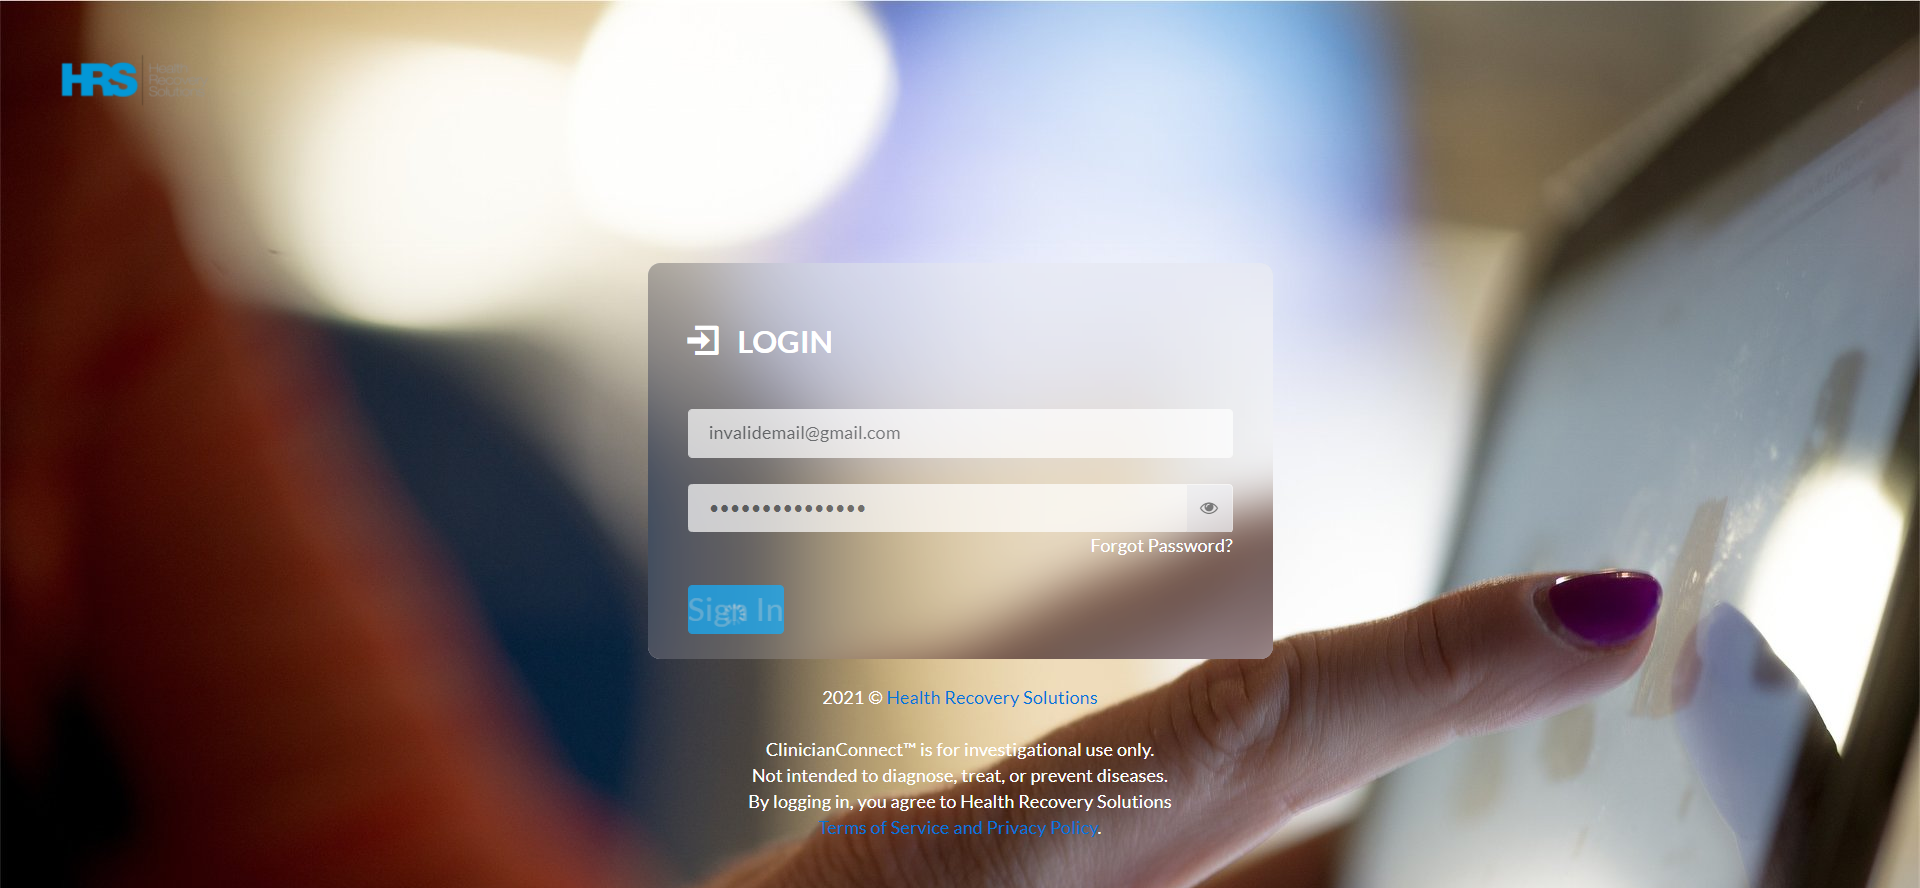 HRS
Health
Recovery
Solutions
LOGIN
invalidemail@gmail.com
•••••••••••••••
Forgot Password?
Sign In
2021 © Health Recovery Solutions
ClinicianConnect™ is for investigational use only.
Not intended to diagnose, treat, or prevent diseases.
By logging in, you agree to Health Recovery Solutions
Terms of Service and Privacy Policy.